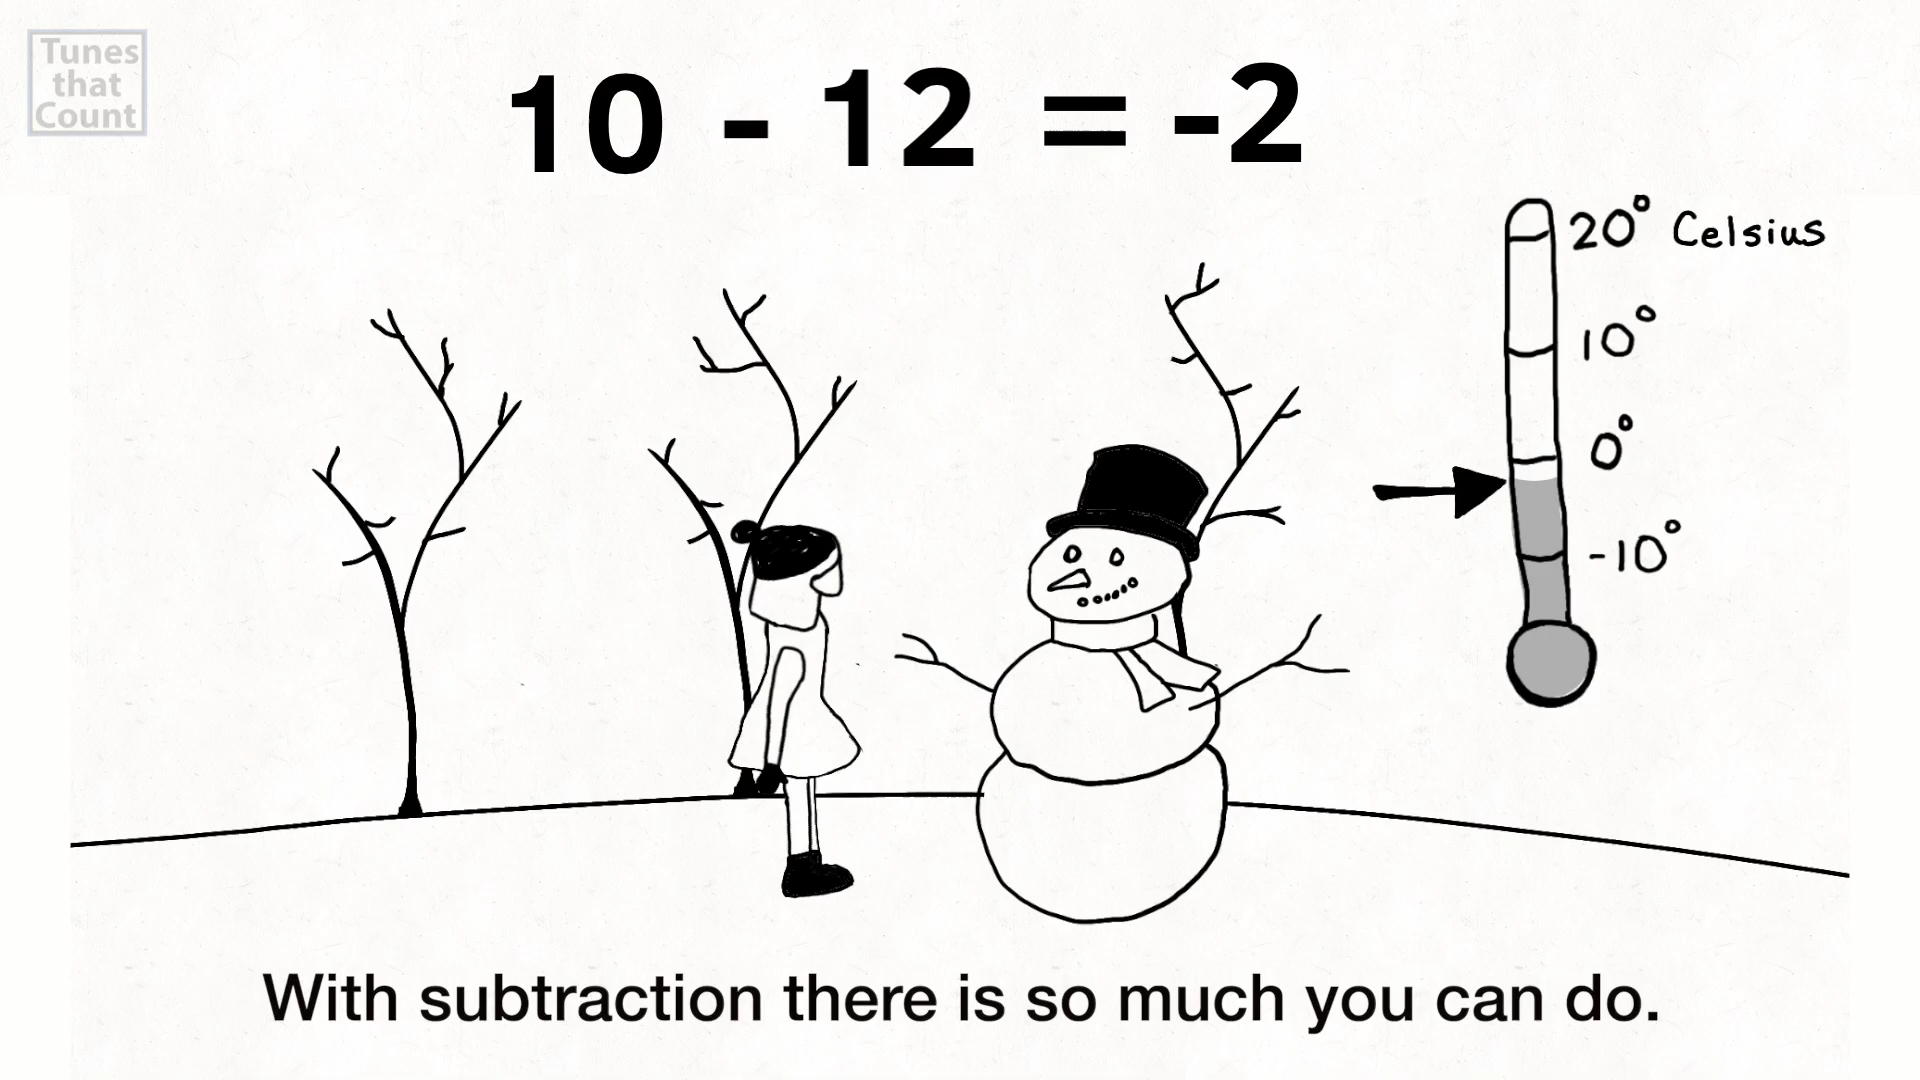 Tunes
that
Count
10 - 12 = -2
20° Celsius
10°
0°
-10°
With subtraction there is so much you can do.